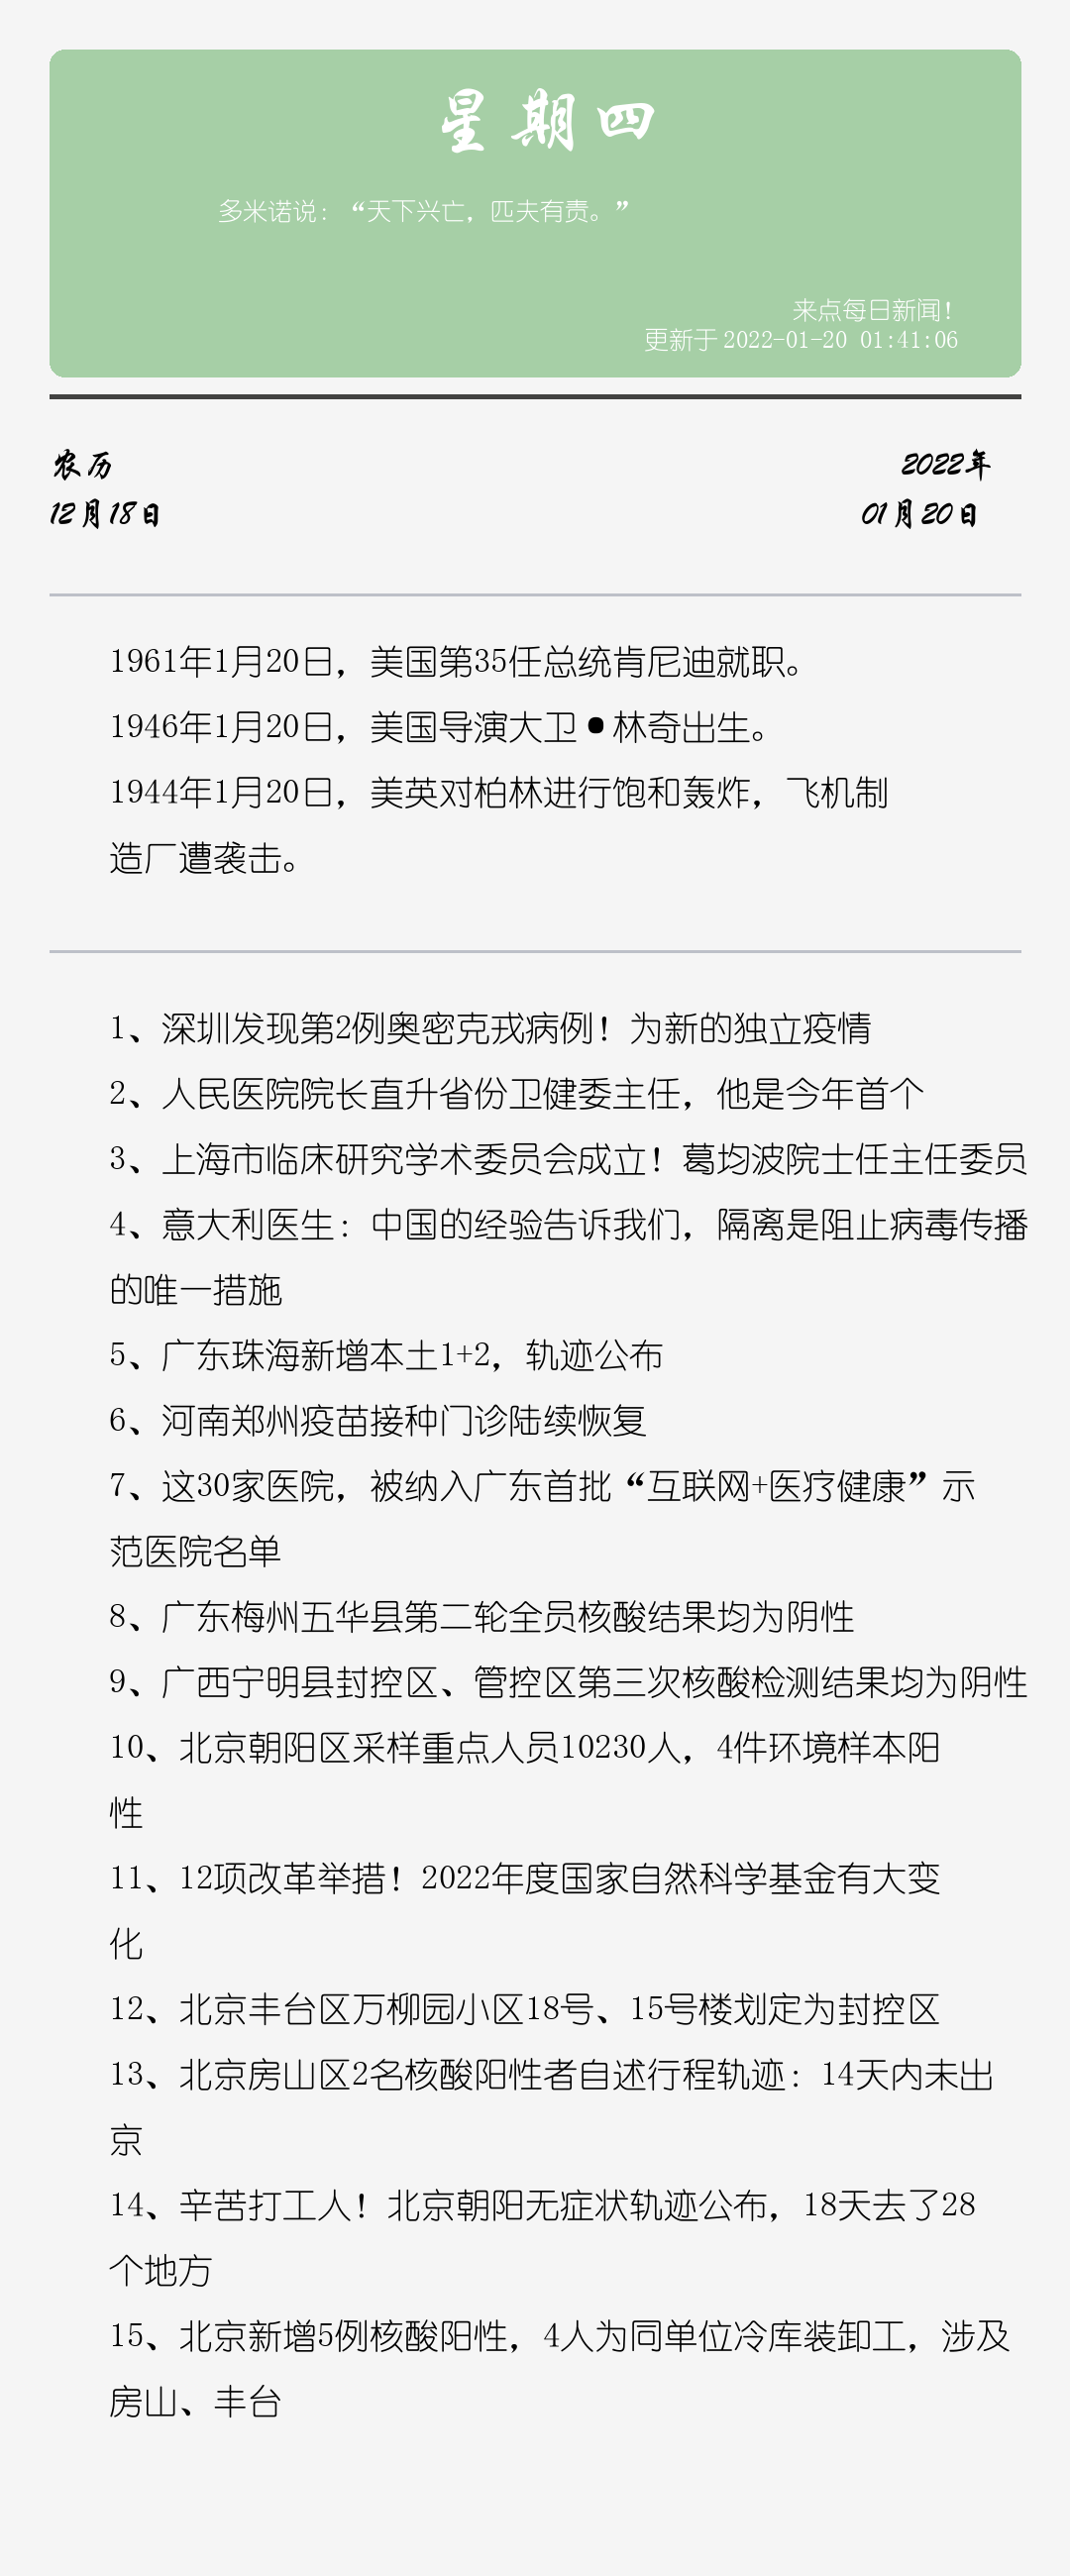 星期四
多米诺说：“天下兴亡，匹夫有责。”
来点每日新闻！
更新于 2022-01-20 01:41:06
农历
12月18日
2022年
01月20日
1961年1月20日，美国第35任总统肯尼迪就职。
1946年1月20日，美国导演大卫•林奇出生。
1944年1月20日，美英对柏林进行饱和轰炸，飞机制
造厂遭袭击。
1、深圳发现第2例奥密克戎病例！为新的独立疫情
2、人民医院院长直升省份卫健委主任，他是今年首个
3、上海市临床研究学术委员会成立！葛均波院士任主任委员
4、意大利医生：中国的经验告诉我们，隔离是阻止病毒传播
的唯一措施
5、广东珠海新增本土1+2，轨迹公布
6、河南郑州疫苗接种门诊陆续恢复
7、这30家医院，被纳入广东首批“互联网+医疗健康”示
范医院名单
8、广东梅州五华县第二轮全员核酸结果均为阴性
9、广西宁明县封控区、管控区第三次核酸检测结果均为阴性
10、北京朝阳区采样重点人员10230人，4件环境样本阳
性
11、12项改革举措！2022年度国家自然科学基金有大变
化
12、北京丰台区万柳园小区18号、15号楼划定为封控区
13、北京房山区2名核酸阳性者自述行程轨迹：14天内未出
京
14、辛苦打工人！北京朝阳无症状轨迹公布，18天去了28
个地方
15、北京新增5例核酸阳性，4人为同单位冷库装卸工，涉及
房山、丰台